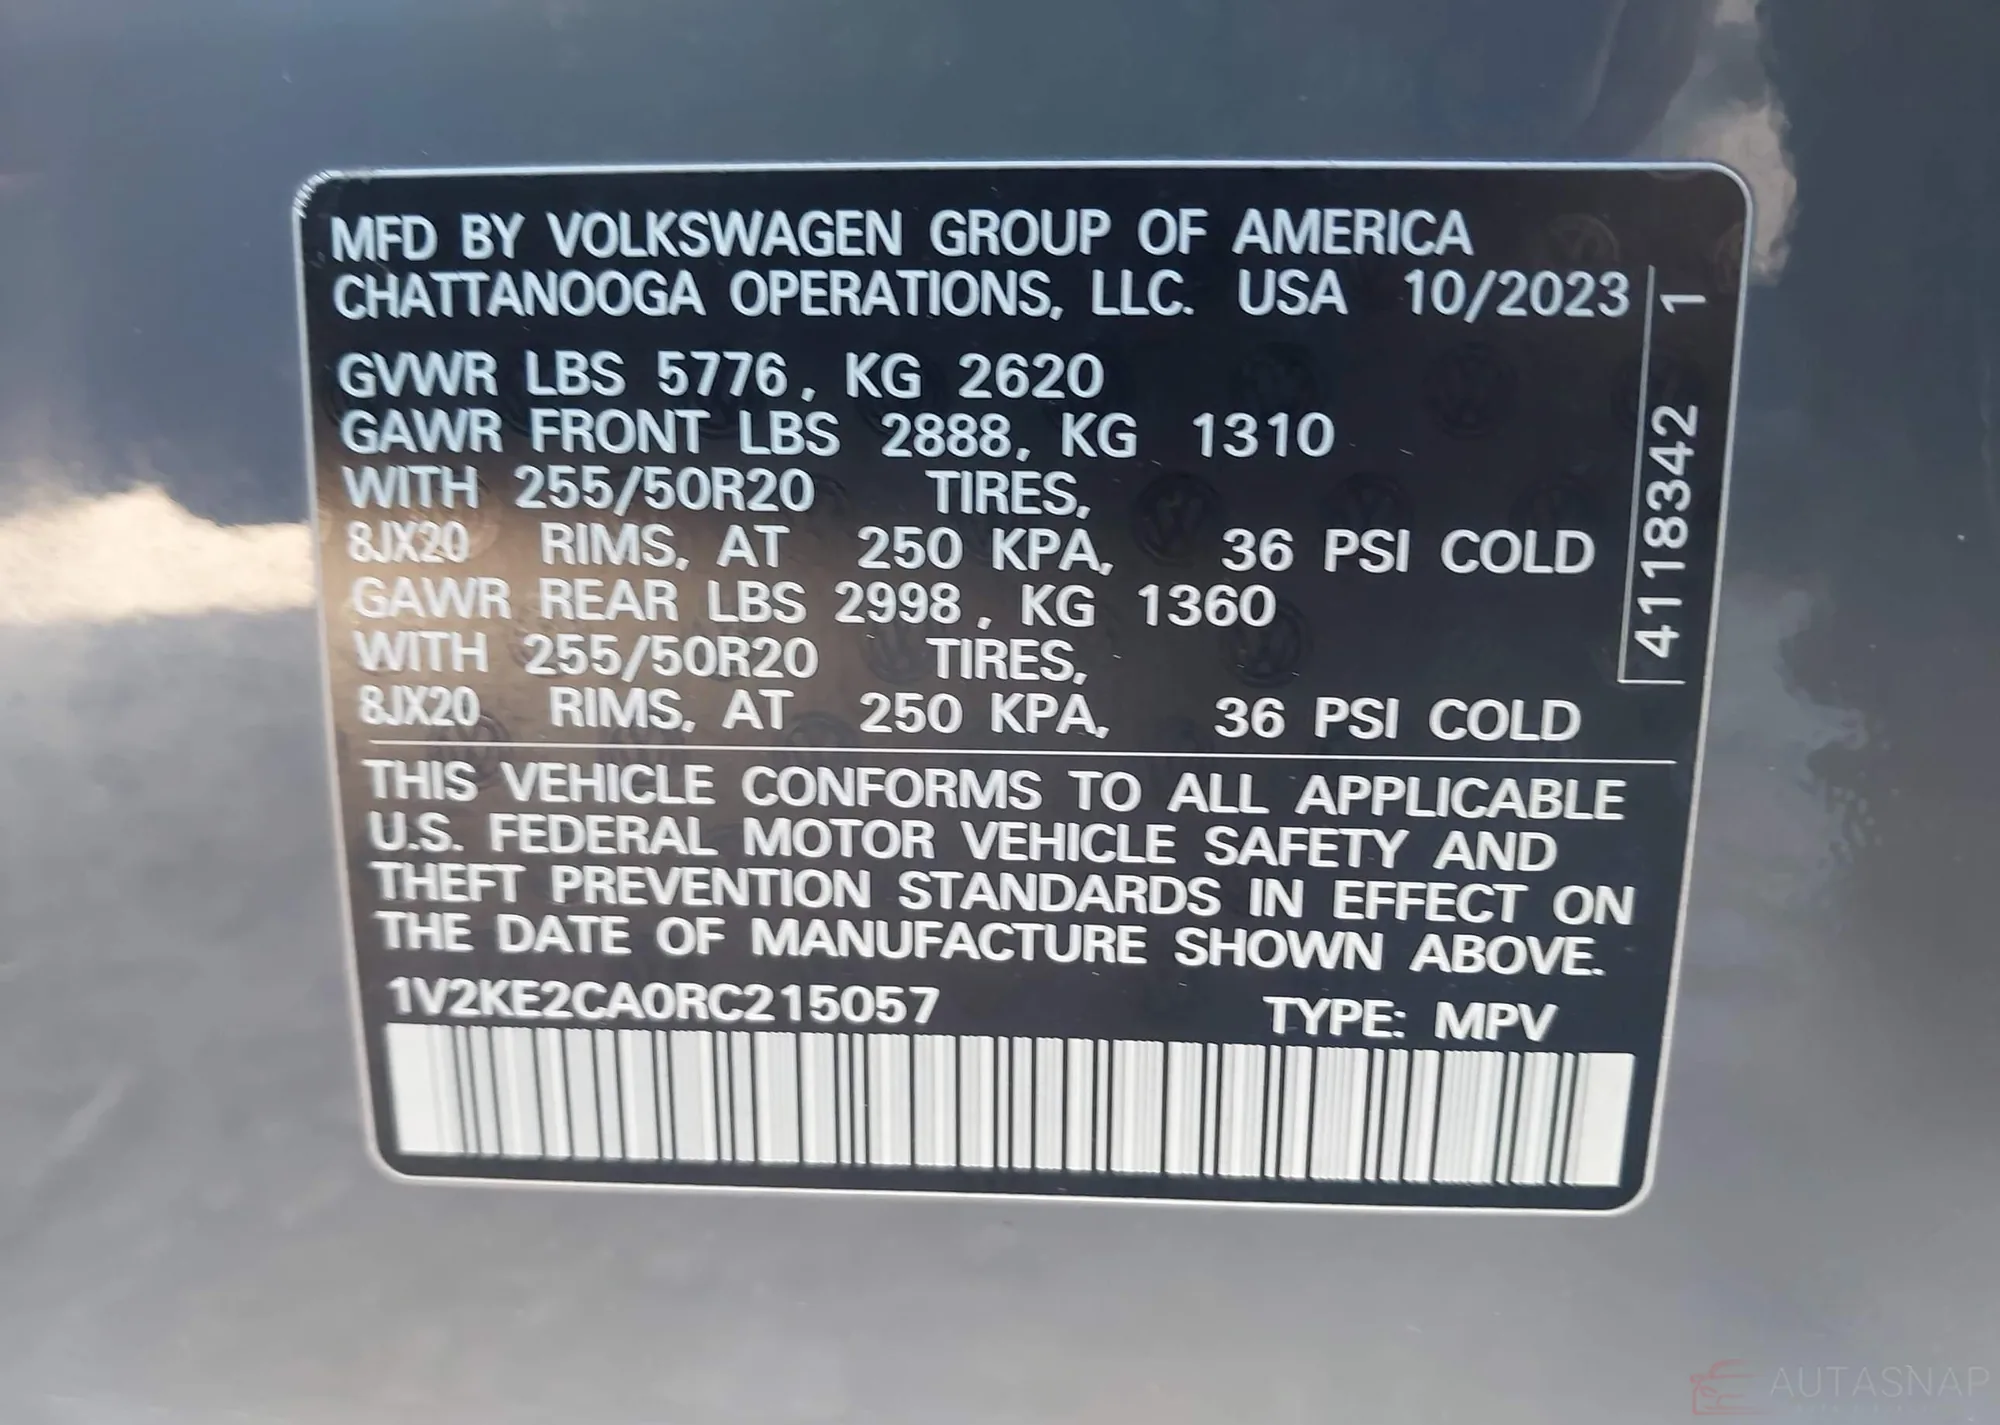 MFD BY VOLKSWAGEN GROUP OF AMERICA
CHATTANOOGA OPERATIONS, LLC. USA 10/2023
GVWR LBS 5776, KG 2620
GAWR FRONT LBS 2888, KG 1310
WITH 255/50R20 TIRES,
8JX20 RIMS, AT 250 KPA, 36 PSI COLD
GAWR REAR LBS 2998, KG 1360
WITH 255/50R20 TIRES,
8JX20 RIMS, AT 250 KPA, 36 PSI COLD
4118342 1
THIS VEHICLE CONFORMS TO ALL APPLICABLE
U.S. FEDERAL MOTOR VEHICLE SAFETY AND
THEFT PREVENTION STANDARDS IN EFFECT ON
THE DATE OF MANUFACTURE SHOWN ABOVE.
1V2KE2CA0RC215057 TYPE: MPV
AUTASNAP